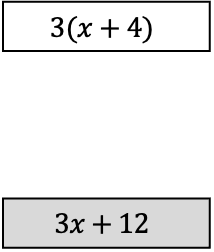 3(x + 4)
3x + 12